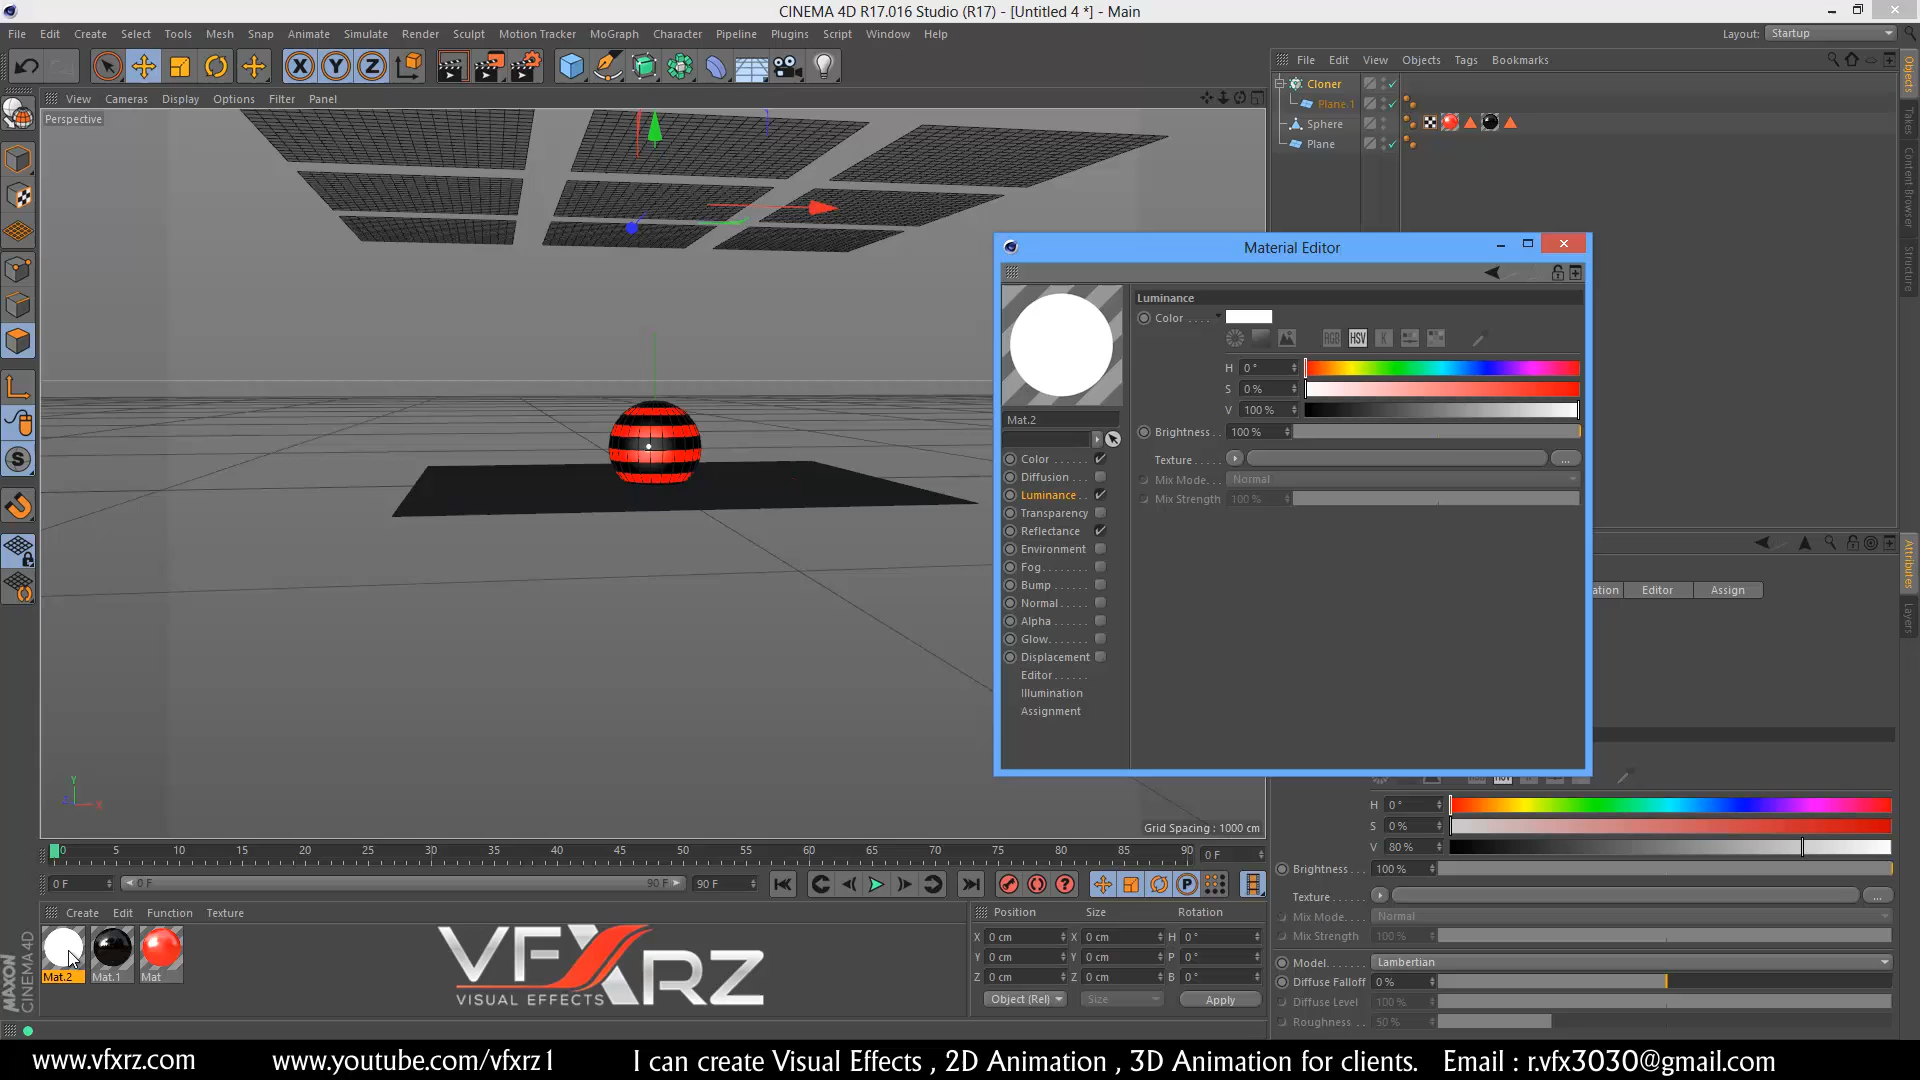 CINEMA 4D R17.016 Studio (R17) - [Untitled 4 *] - Main
File Edit Create Select Tools Mesh Snap Animate Simulate Render Sculpt Motion Tracker MoGraph Character Pipeline Plugins Script Window Help
Layout: Startup
View Cameras Display Options Filter Panel
File Edit View Objects Tags Bookmarks
Perspective
Cloner
Plane.1
Sphere
Plane
Objects
Takes
Content Browser
Structure
Attributes
Layers
Material Editor
Luminance
Color
RGB HSV K
H 0 °
S 0 %
V 100 %
Brightness 100 %
Texture
Mix Mode Normal
Mix Strength 100 %
Mat.2
Color
Diffusion
Luminance
Transparency
Reflectance
Environment
Fog
Bump
Normal
Alpha
Glow
Displacement
Editor
Illumination
Assignment
ation Editor Assign
Y
Z X
Grid Spacing : 1000 cm
0 5 10 15 20 25 30 35 40 45 50 55 60 65 70 75 80 85 90 0 F
0 F 0 F 90 F 90 F
Create Edit Function Texture
Mat.2 Mat.1 Mat
MAXON
CINEMA 4D
VFXRZ
VISUAL EFFECTS
Position Size Rotation
X 0 cm X 0 cm H 0 °
Y 0 cm Y 0 cm P 0 °
Z 0 cm Z 0 cm B 0 °
Object (Rel) Size Apply
H 0 °
S 0 %
V 80 %
Brightness 100 %
Texture
Mix Mode Normal
Mix Strength 100 %
Model Lambertian
Diffuse Falloff 0 %
Diffuse Level 100 %
Roughness 50 %
www.vfxrz.com www.youtube.com/vfxrz1 I can create Visual Effects , 2D Animation , 3D Animation for clients. Email : r.vfx3030@gmail.com